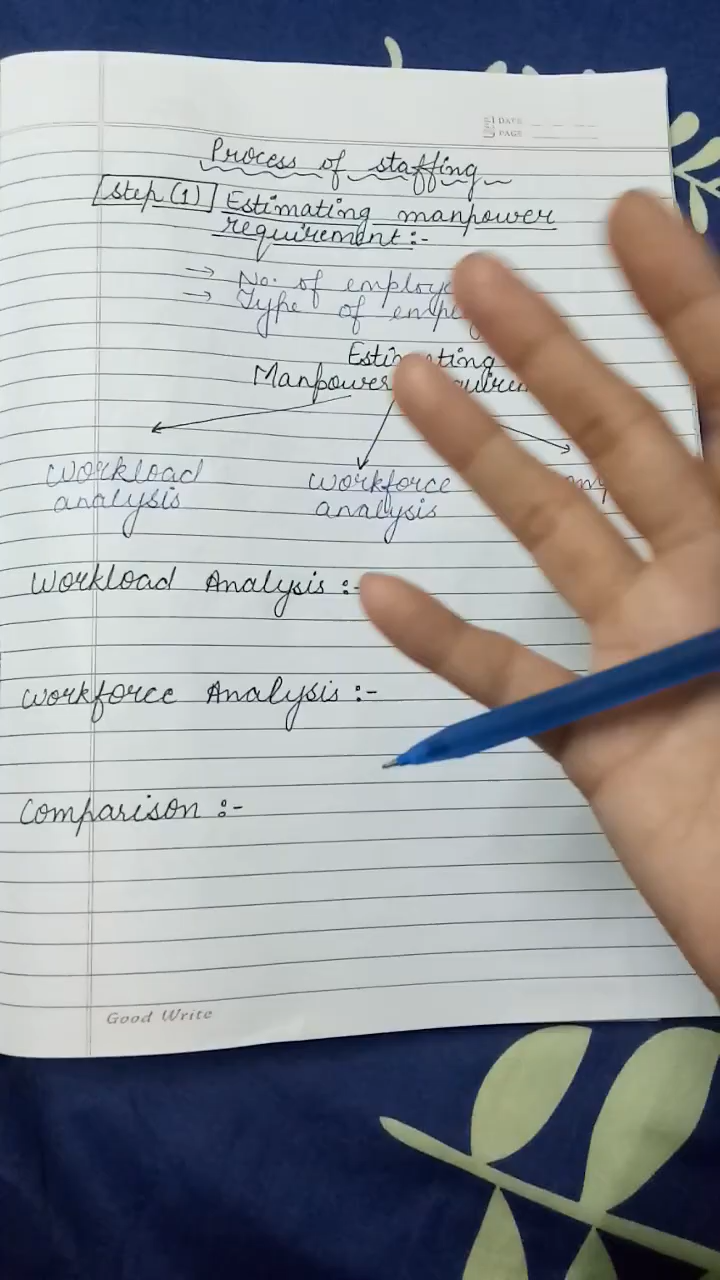 DATE
PAGE
Process of staffing
Step (1) Estimating manpower
requirement :-
→ No. of
→ Type of
Estimating
Manpower
Workload analysis
Workforce analysis
Workload Analysis :-
Workforce Analysis :-
Comparison :-
Good Write